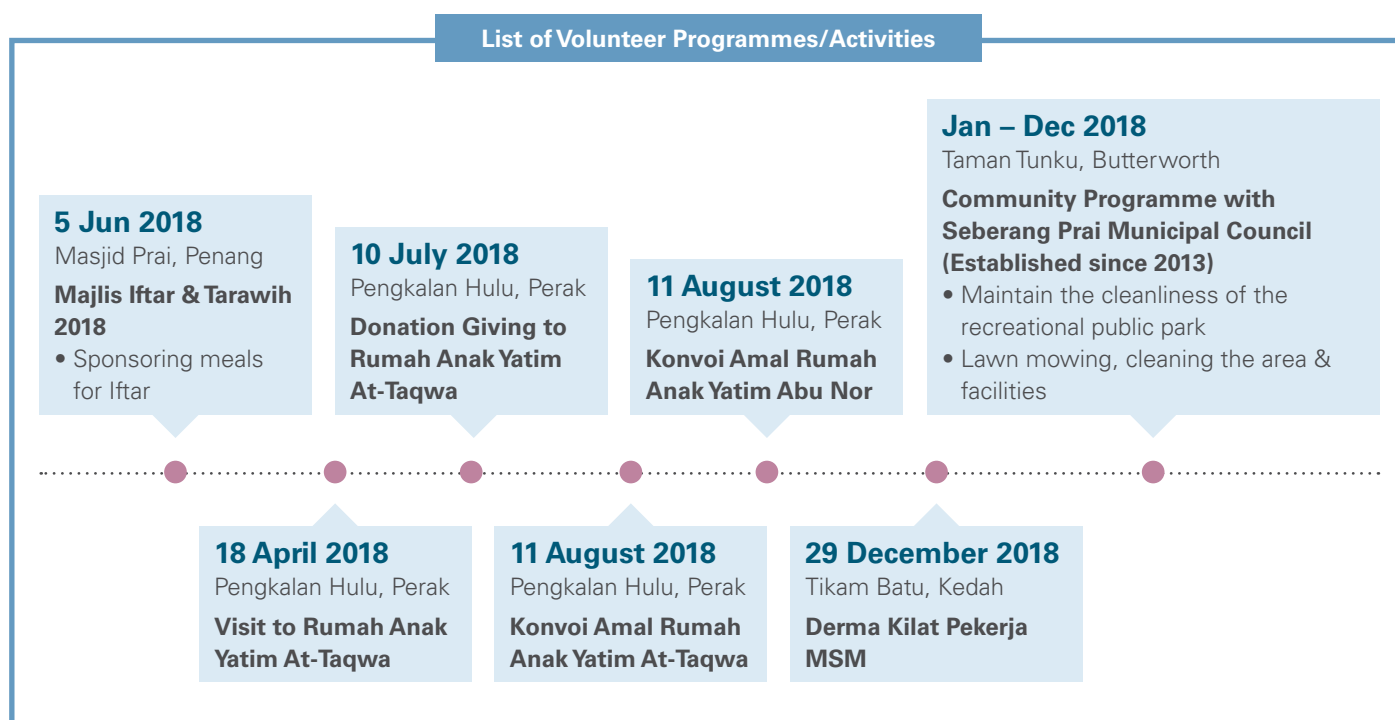 List of Volunteer Programmes/Activities
5 Jun 2018
Masjid Prai, Penang
Majlis Iftar & Tarawih
2018
• Sponsoring meals
for Iftar
18 April 2018
Pengkalan Hulu, Perak
Visit to Rumah Anak
Yatim At-Taqwa
10 July 2018
Pengkalan Hulu, Perak
Donation Giving to
Rumah Anak Yatim
At-Taqwa
11 August 2018
Pengkalan Hulu, Perak
Konvoi Amal Rumah
Anak Yatim At-Taqwa
11 August 2018
Pengkalan Hulu, Perak
Konvoi Amal Rumah
Anak Yatim Abu Nor
29 December 2018
Tikam Batu, Kedah
Derma Kilat Pekerja
MSM
Jan – Dec 2018
Taman Tunku, Butterworth
Community Programme with
Seberang Prai Municipal Council
(Established since 2013)
• Maintain the cleanliness of the
recreational public park
• Lawn mowing, cleaning the area &
facilities